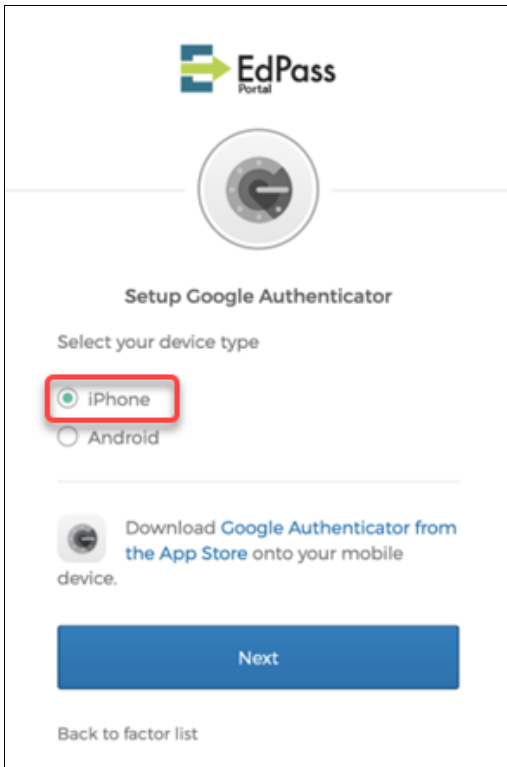 EdPass
Portal
Setup Google Authenticator
Select your device type
iPhone
Android
Download Google Authenticator from
the App Store onto your mobile
device.
Next
Back to factor list